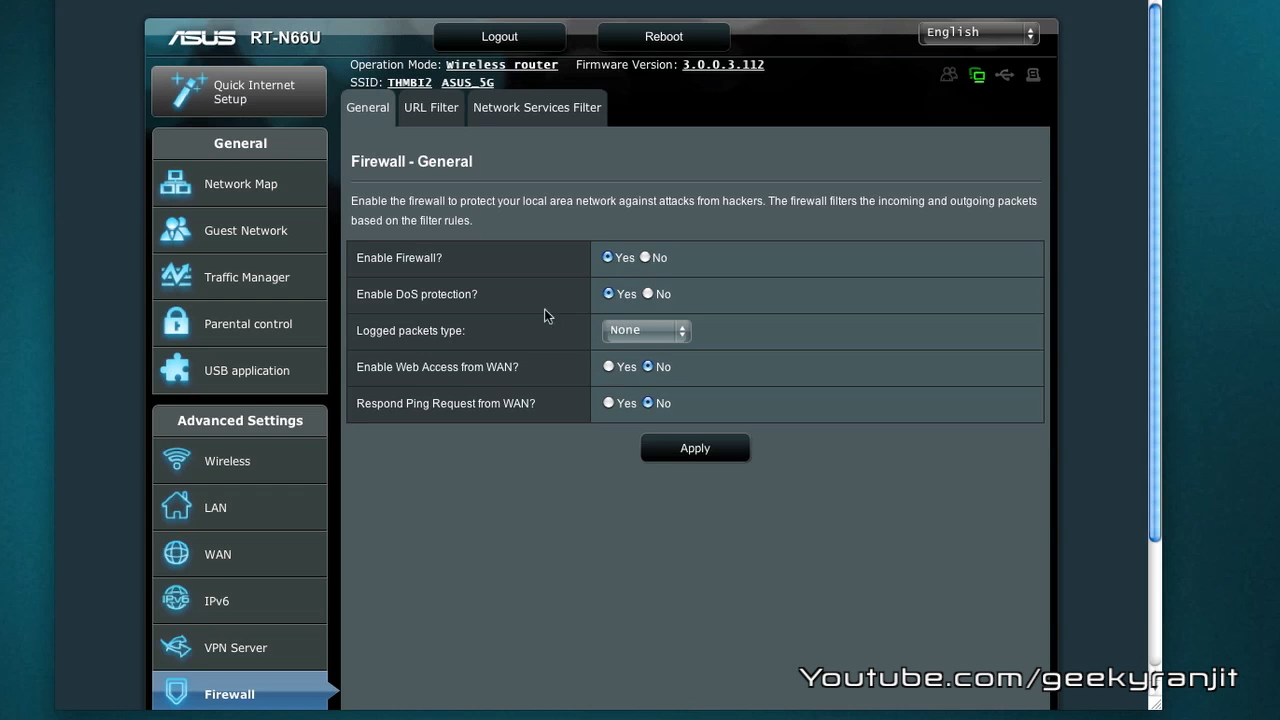 ASUS RT-N66U
Logout
Reboot
English
Operation Mode: Wireless router Firmware Version: 3.0.0.3.112
SSID: THMBI2 ASUS_5G
Quick Internet
Setup
General
Network Map
Guest Network
Traffic Manager
Parental control
USB application
Advanced Settings
Wireless
LAN
WAN
IPv6
IPv6
VPN Server
Firewall
General
URL Filter
Network Services Filter
Firewall - General
Enable the firewall to protect your local area network against attacks from hackers. The firewall filters the incoming and outgoing packets
based on the filter rules.
Enable Firewall? Yes No
Enable DoS protection? Yes No
Logged packets type: None
Enable Web Access from WAN? Yes No
Respond Ping Request from WAN? Yes No
Apply
Youtube.com/geekyranjit